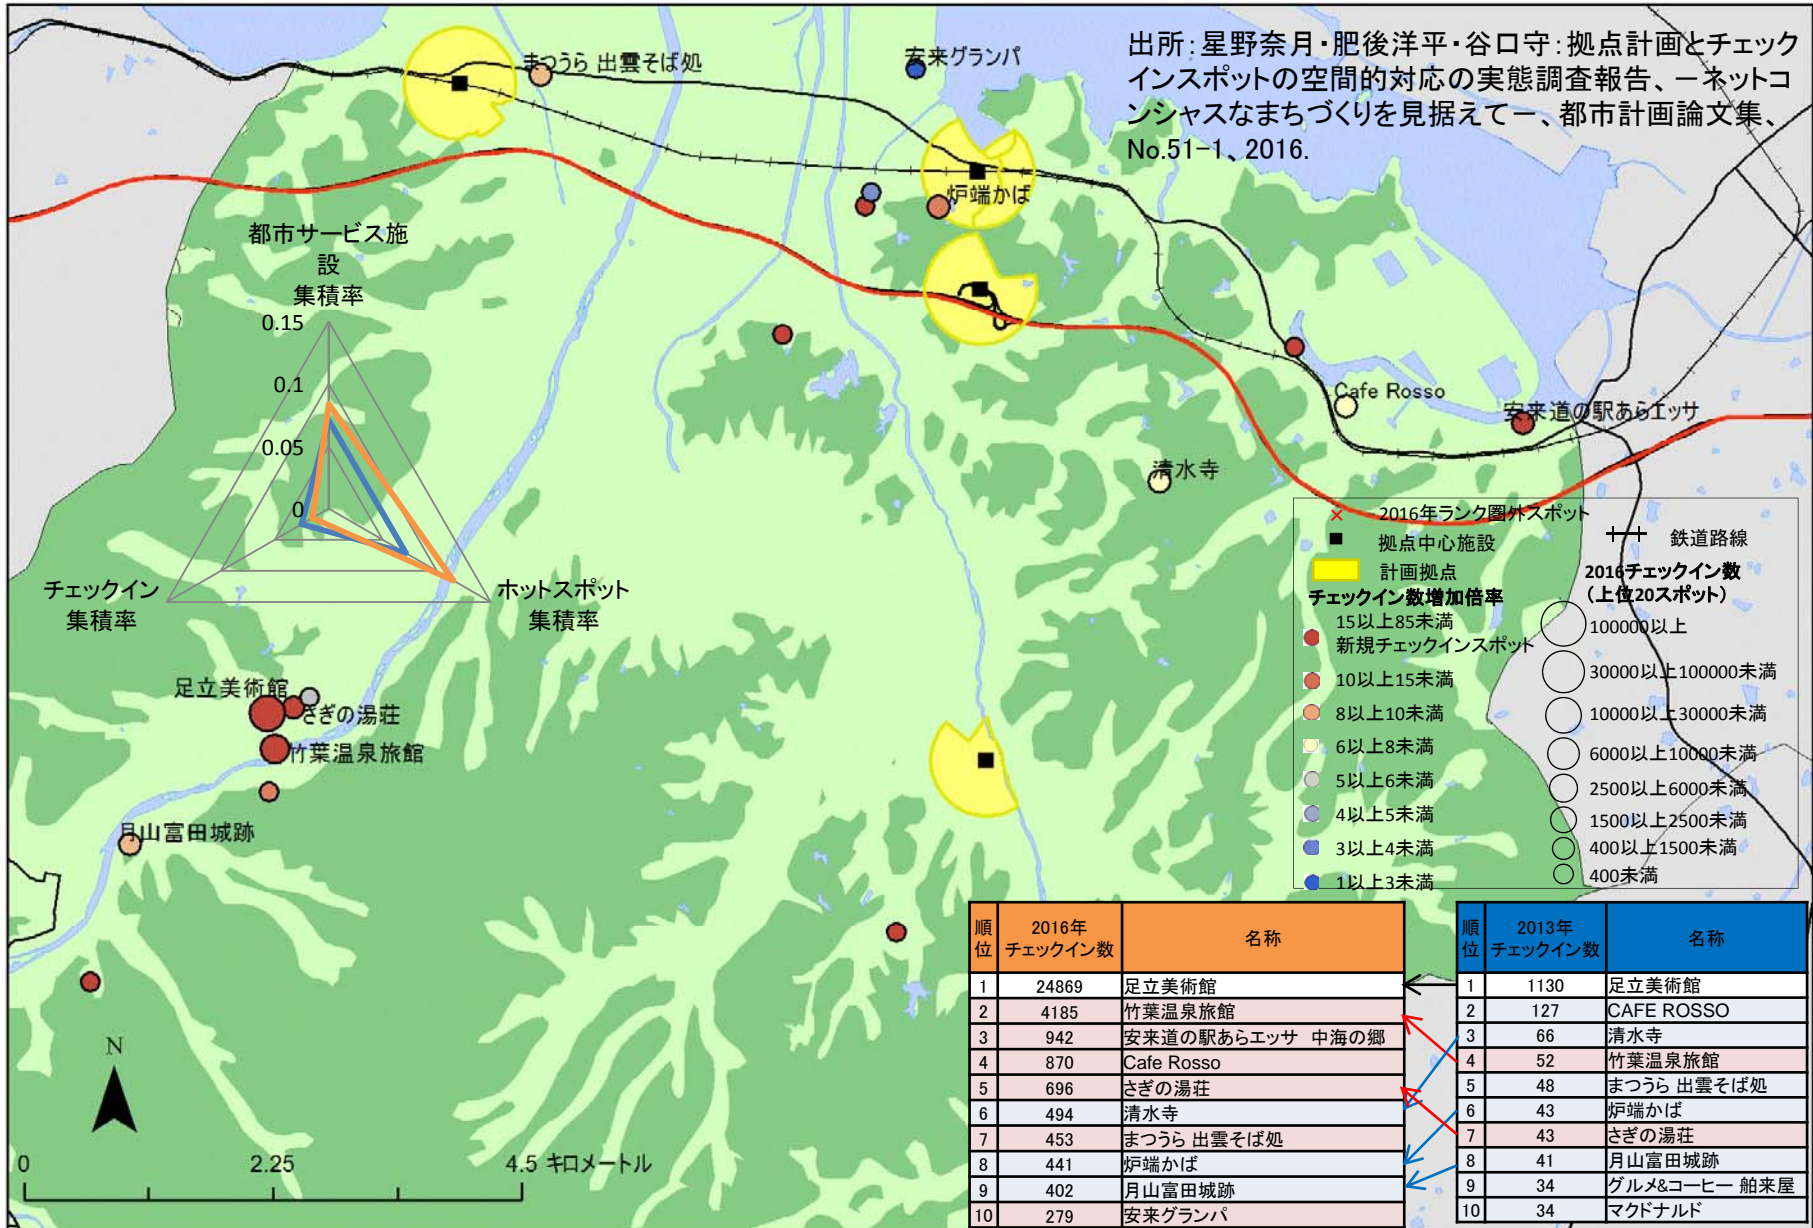 出所：星野奈月・肥後洋平・谷口守：拠点計画とチェック
インスポットの空間的対応の実態調査報告、－ネットコ
ンシャスなまちづくりを見据えて－、都市計画論文集、
No.51-1、2016.
まつうら 出雲そば処
安来グランパ
炉端かば
Cafe Rosso
安来道の駅あらエッサ
清水寺
足立美術館
さぎの湯荘
竹葉温泉旅館
月山富田城跡
都市サービス施
設
集積率
0.15
0.1
0.05
0
チェックイン
集積率
ホットスポット
集積率
2016年ランク圏外スポット
拠点中心施設
計画拠点
チェックイン数増加倍率
15以上85未満
新規チェックインスポット
10以上15未満
8以上10未満
6以上8未満
5以上6未満
4以上5未満
3以上4未満
1以上3未満
鉄道路線
2016チェックイン数
（上位20スポット）
100000以上
30000以上100000未満
10000以上30000未満
6000以上10000未満
2500以上6000未満
1500以上2500未満
400以上1500未満
400未満
N
0 2.25 4.5 キロメートル
順位 2016年チェックイン数 名称
1 24869 足立美術館
2 4185 竹葉温泉旅館
3 942 安来道の駅あらエッサ 中海の郷
4 870 Cafe Rosso
5 696 さぎの湯荘
6 494 清水寺
7 453 まつうら 出雲そば処
8 441 炉端かば
9 402 月山富田城跡
10 279 安来グランパ
順位 2013年チェックイン数 名称
1 1130 足立美術館
2 127 CAFE ROSSO
3 66 清水寺
4 52 竹葉温泉旅館
5 48 まつうら 出雲そば処
6 43 炉端かば
7 43 さぎの湯荘
8 41 月山富田城跡
9 34 グルメ&コーヒー 舶来屋
10 34 マクドナルド